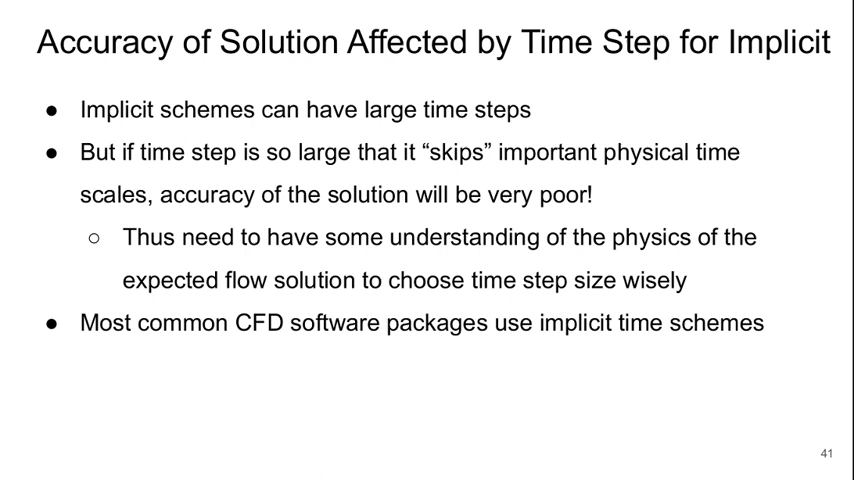 Accuracy of Solution Affected by Time Step for Implicit
● Implicit schemes can have large time steps
● But if time step is so large that it “skips” important physical time
scales, accuracy of the solution will be very poor!
○ Thus need to have some understanding of the physics of the
expected flow solution to choose time step size wisely
● Most common CFD software packages use implicit time schemes
41